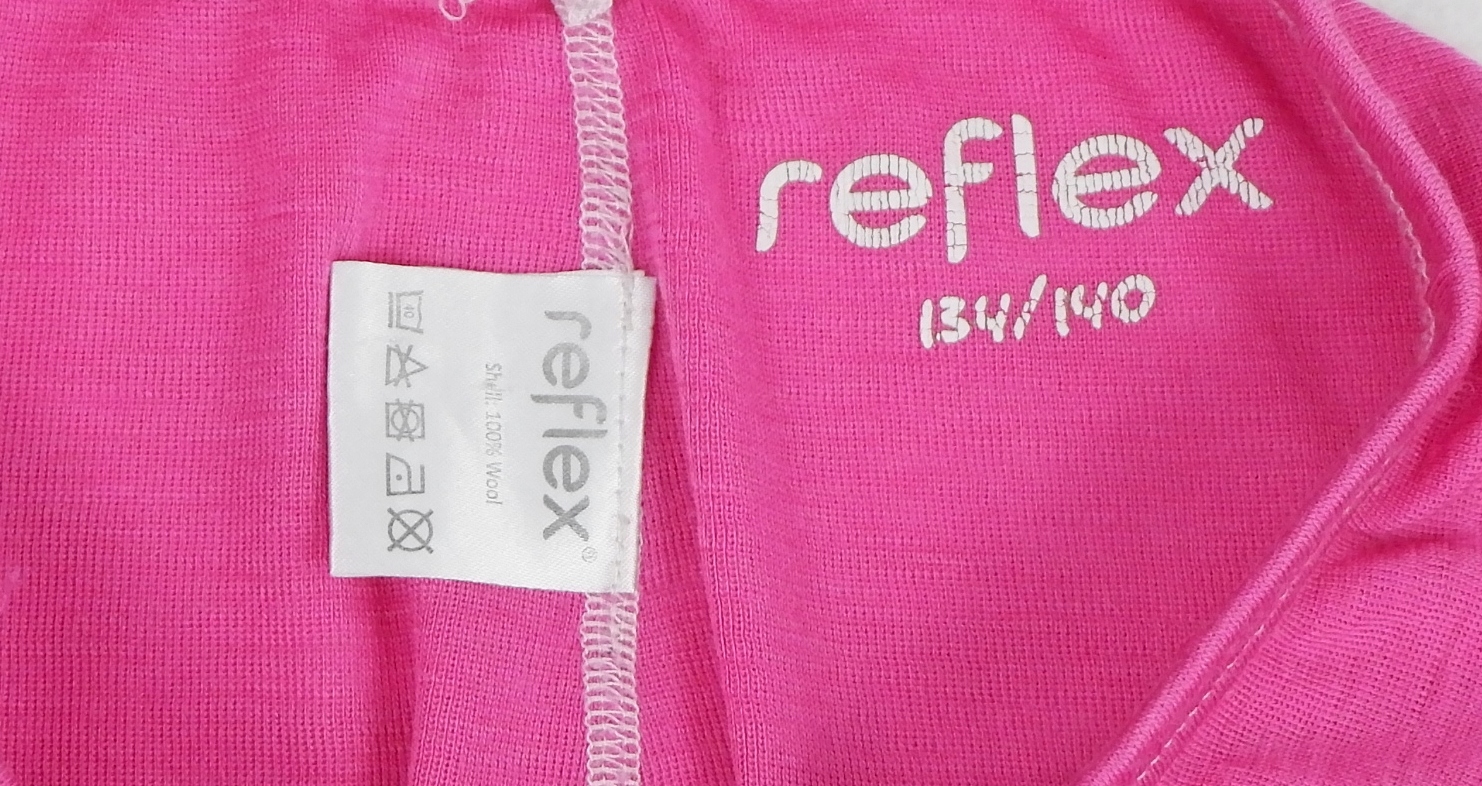 reflex
134/140
reflex®
Shell: 100% Wool